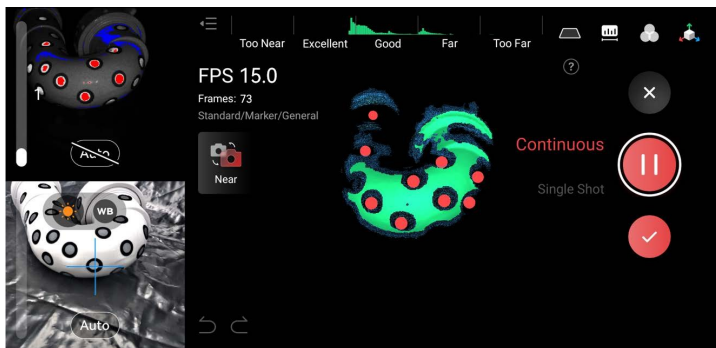 Too Near Excellent Good Far Too Far
FPS 15.0
Frames: 73
Standard/Marker/General
Near
Continuous
Single Shot
Auto
WB
Auto
?